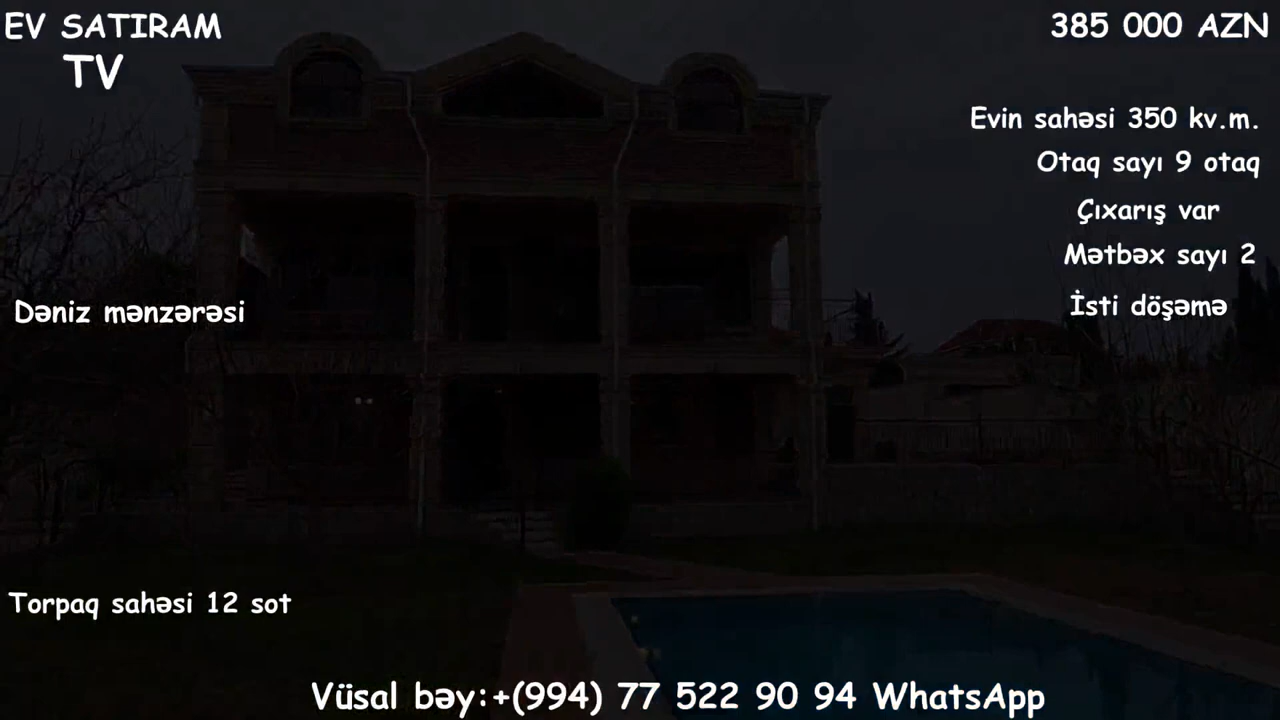 EV SATIRAM
TV
385 000 AZN
Evin sahəsi 350 kv.m.
Otaq sayı 9 otaq
Çıxarış var
Mətbəx sayı 2
İsti döşəmə
Dəniz mənzərəsi
Torpaq sahəsi 12 sot
Vüsal bəy:+(994) 77 522 90 94 WhatsApp